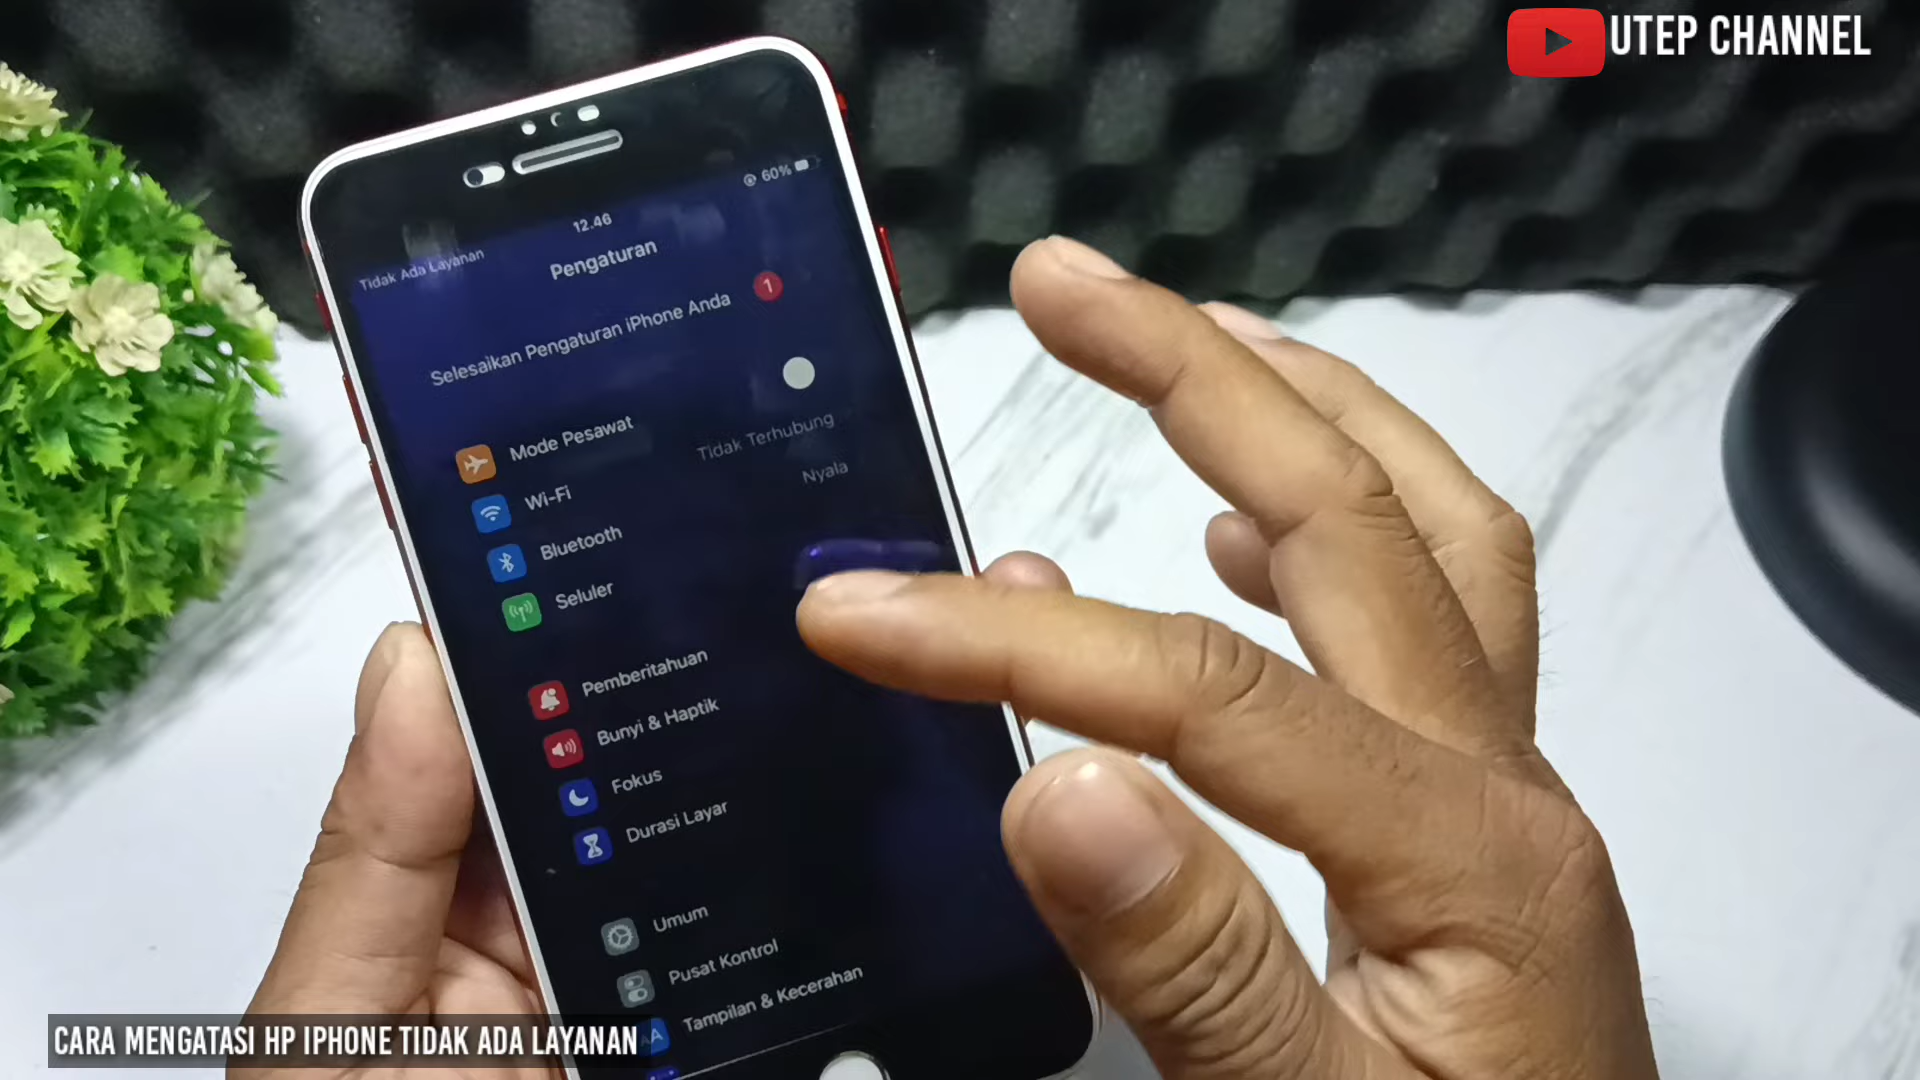 UTEP CHANNEL
60%
12.46
Tidak Ada Layanan
Pengaturan
Selesaikan Pengaturan iPhone Anda
1
Mode Pesawat
Wi-Fi
Tidak Terhubung
Bluetooth
Nyala
Seluler
Pemberitahuan
Bunyi & Haptik
Fokus
Durasi Layar
Umum
Pusat Kontrol
AA
Tampilan & Kecerahan
CARA MENGATASI HP IPHONE TIDAK ADA LAYANAN